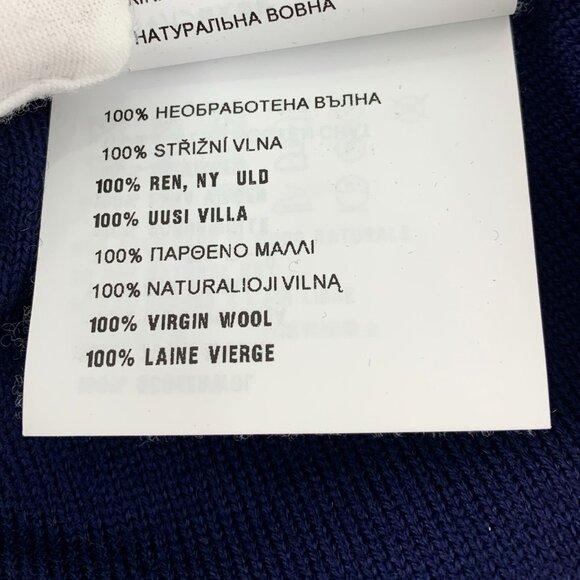 НАТУРАЛЬНА ВОВНА
100% НЕОБРАБОТЕНА ВЪЛНА
100% STŘIŽNÍ VLNA
100% REN, NY ULD
100% UUSI VILLA
100% ΠΑΡΘΕΝΟ ΜΑΛΛΙ
100% NATURALIOJI VILNĄ
100% VIRGIN WOOL
100% LAINE VIERGE